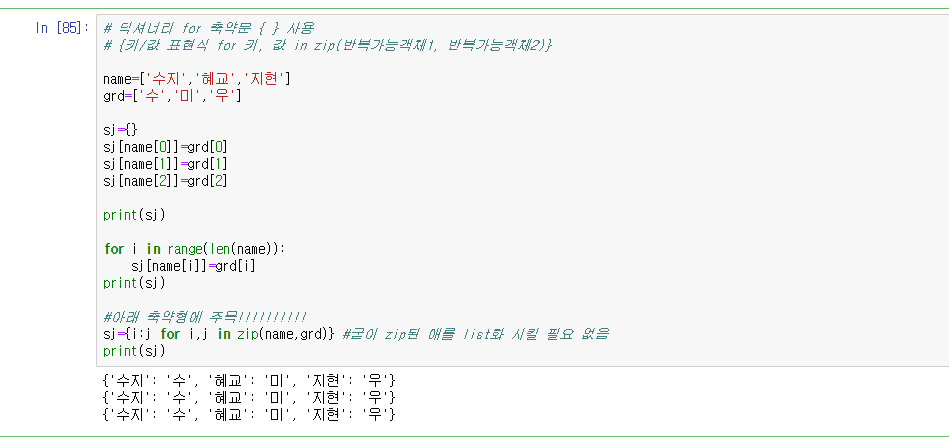 In [85]: # 딕셔너리 for 축약문 { } 사용
# {키/값 표현식 for 키, 값 in zip(반복가능객체1, 반복가능객체2)}
name=['수지','혜교','지현']
grd=['수','미','우']
sj={}
sj[name[0]]=grd[0]
sj[name[1]]=grd[1]
sj[name[2]]=grd[2]
print(sj)
for i in range(len(name)):
    sj[name[i]]=grd[i]
print(sj)
#아래 축약형에 주목!!!!!!!!!!
sj={i:j for i,j in zip(name,grd)} #굳이 zip된 애를 list화 시킬 필요 없음
print(sj)
{'수지': '수', '혜교': '미', '지현': '우'}
{'수지': '수', '혜교': '미', '지현': '우'}
{'수지': '수', '혜교': '미', '지현': '우'}